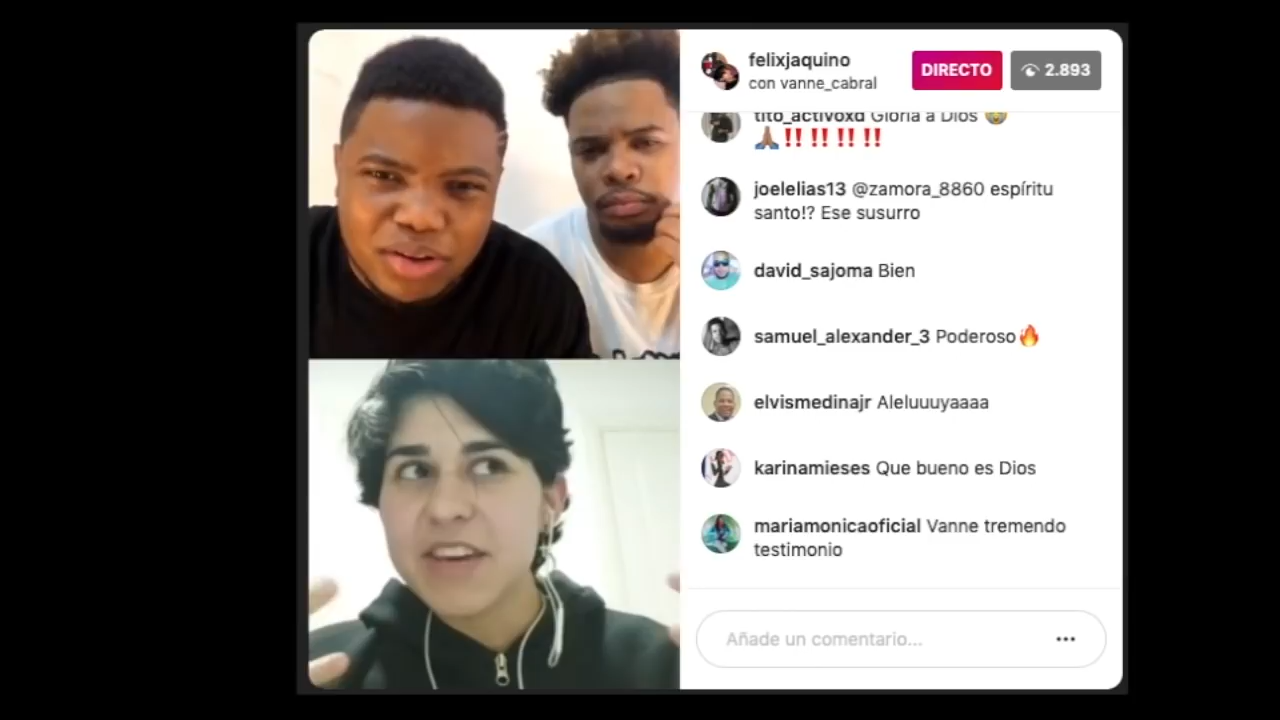 felixjaquino
con vanne_cabral
DIRECTO
2.893
tito_activoxd Gloria a Dios 😭
🙏🏽‼️‼️‼️‼️
joelelias13 @zamora_8860 espíritu
santo!? Ese susurro
david_sajoma Bien
samuel_alexander_3 Poderoso🔥
elvismedinajr Aleluuuyaaaa
karinamieses Que bueno es Dios
mariamonicaoficial Vanne tremendo
testimonio
Añade un comentario...